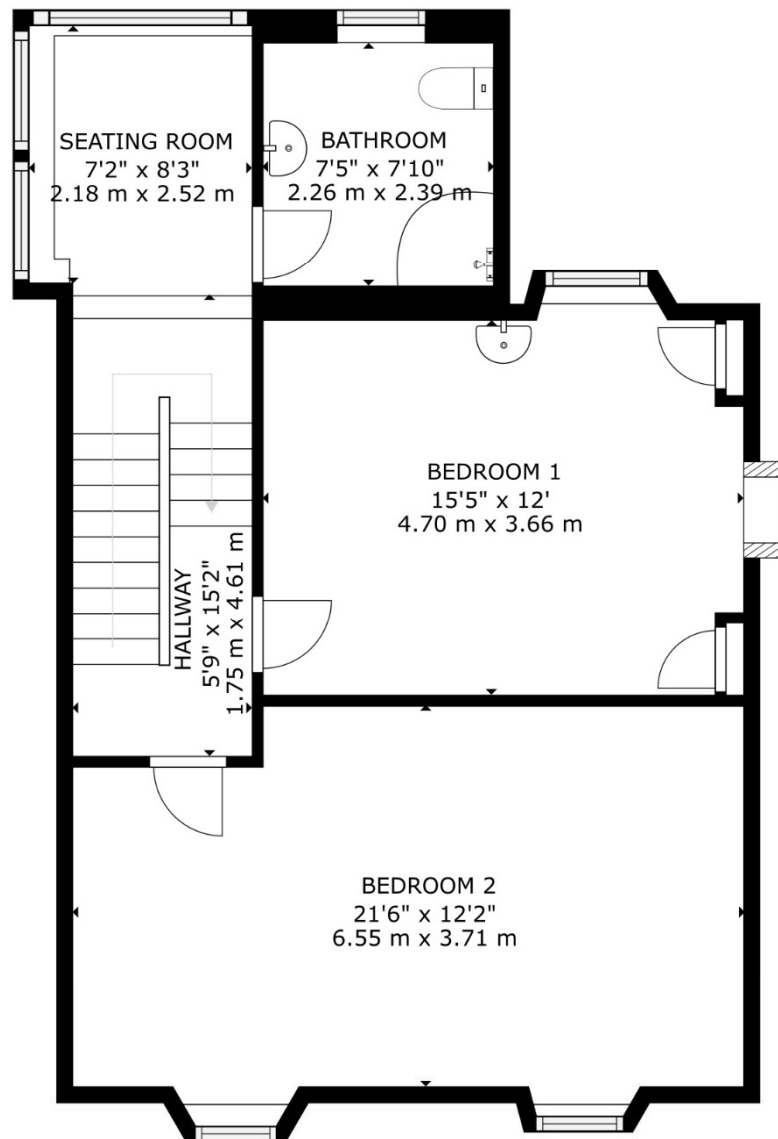 SEATING ROOM
7'2" x 8'3"
2.18 m x 2.52 m
BATHROOM
7'5" x 7'10"
2.26 m x 2.39 m
BEDROOM 1
15'5" x 12'
4.70 m x 3.66 m
HALLWAY
5'9" x 15'2"
1.75 m x 4.61 m
BEDROOM 2
21'6" x 12'2"
6.55 m x 3.71 m